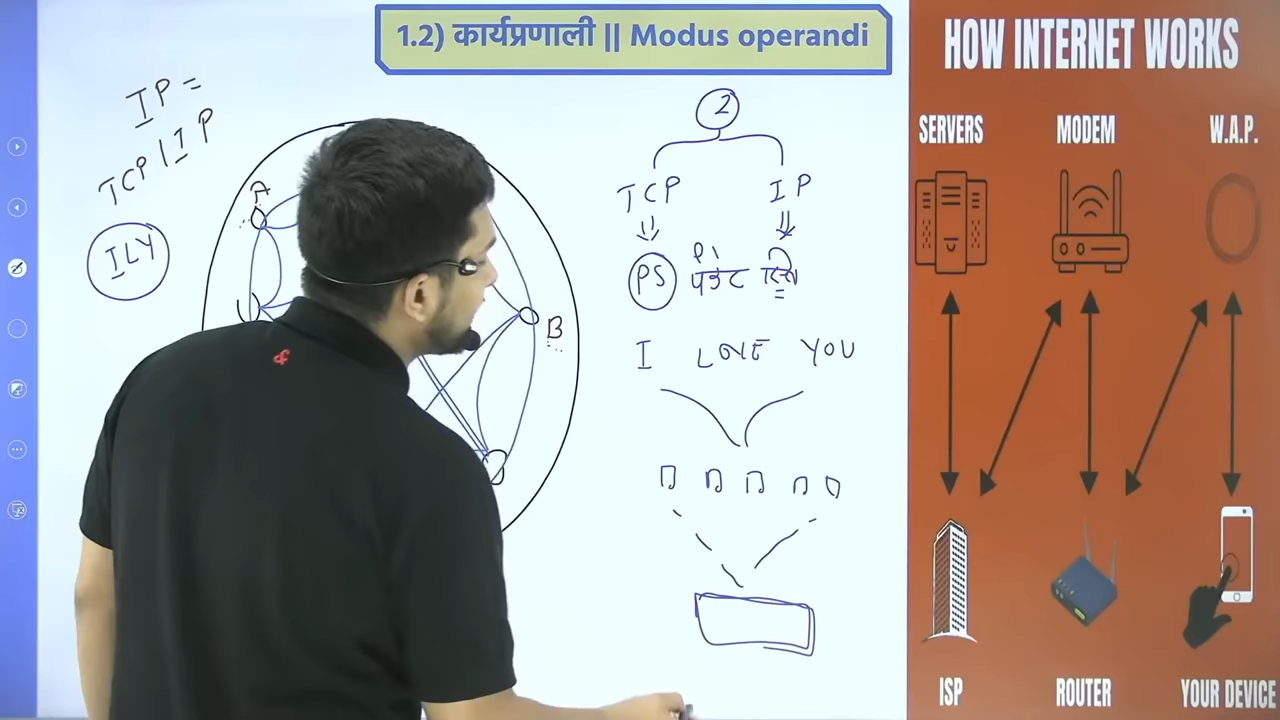 1.2) कार्यप्रणाली || Modus operandi
HOW INTERNET WORKS
SERVERS MODEM W.A.P.
ISP ROUTER YOUR DEVICE
IP =
TCP / IP
ILY
A
B
2
TCP IP
PS
I LOVE YOU